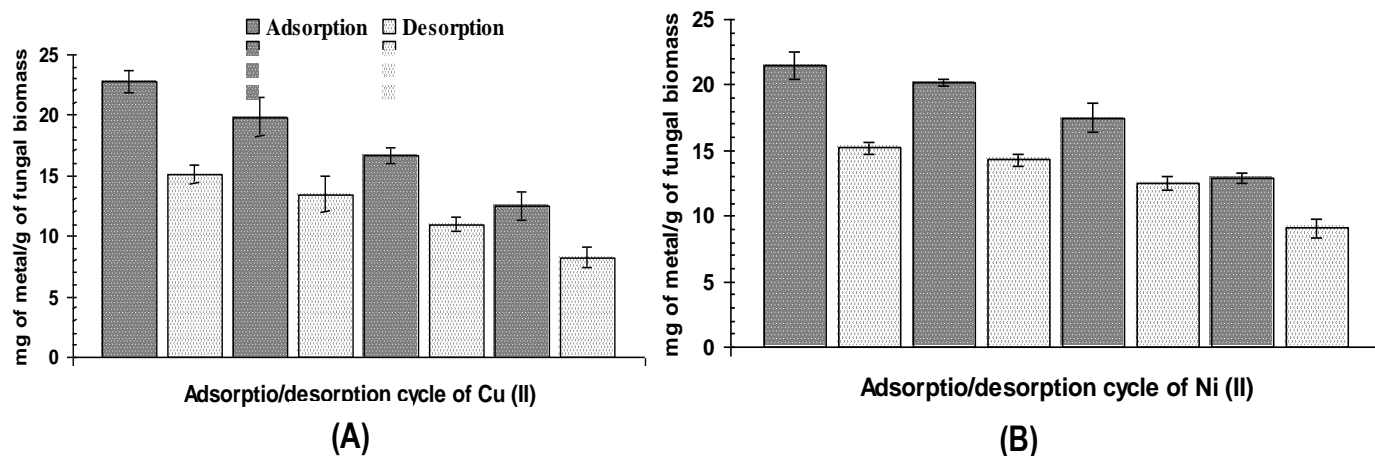 Adsorption Desorption
mg of metal/g of fungal biomass
25
20
15
10
5
0
Adsorptio/desorption cycle of Cu (II)
(A)
mg of metal/g of fungal biomass
25
20
15
10
5
0
Adsorptio/desorption cycle of Ni (II)
(B)